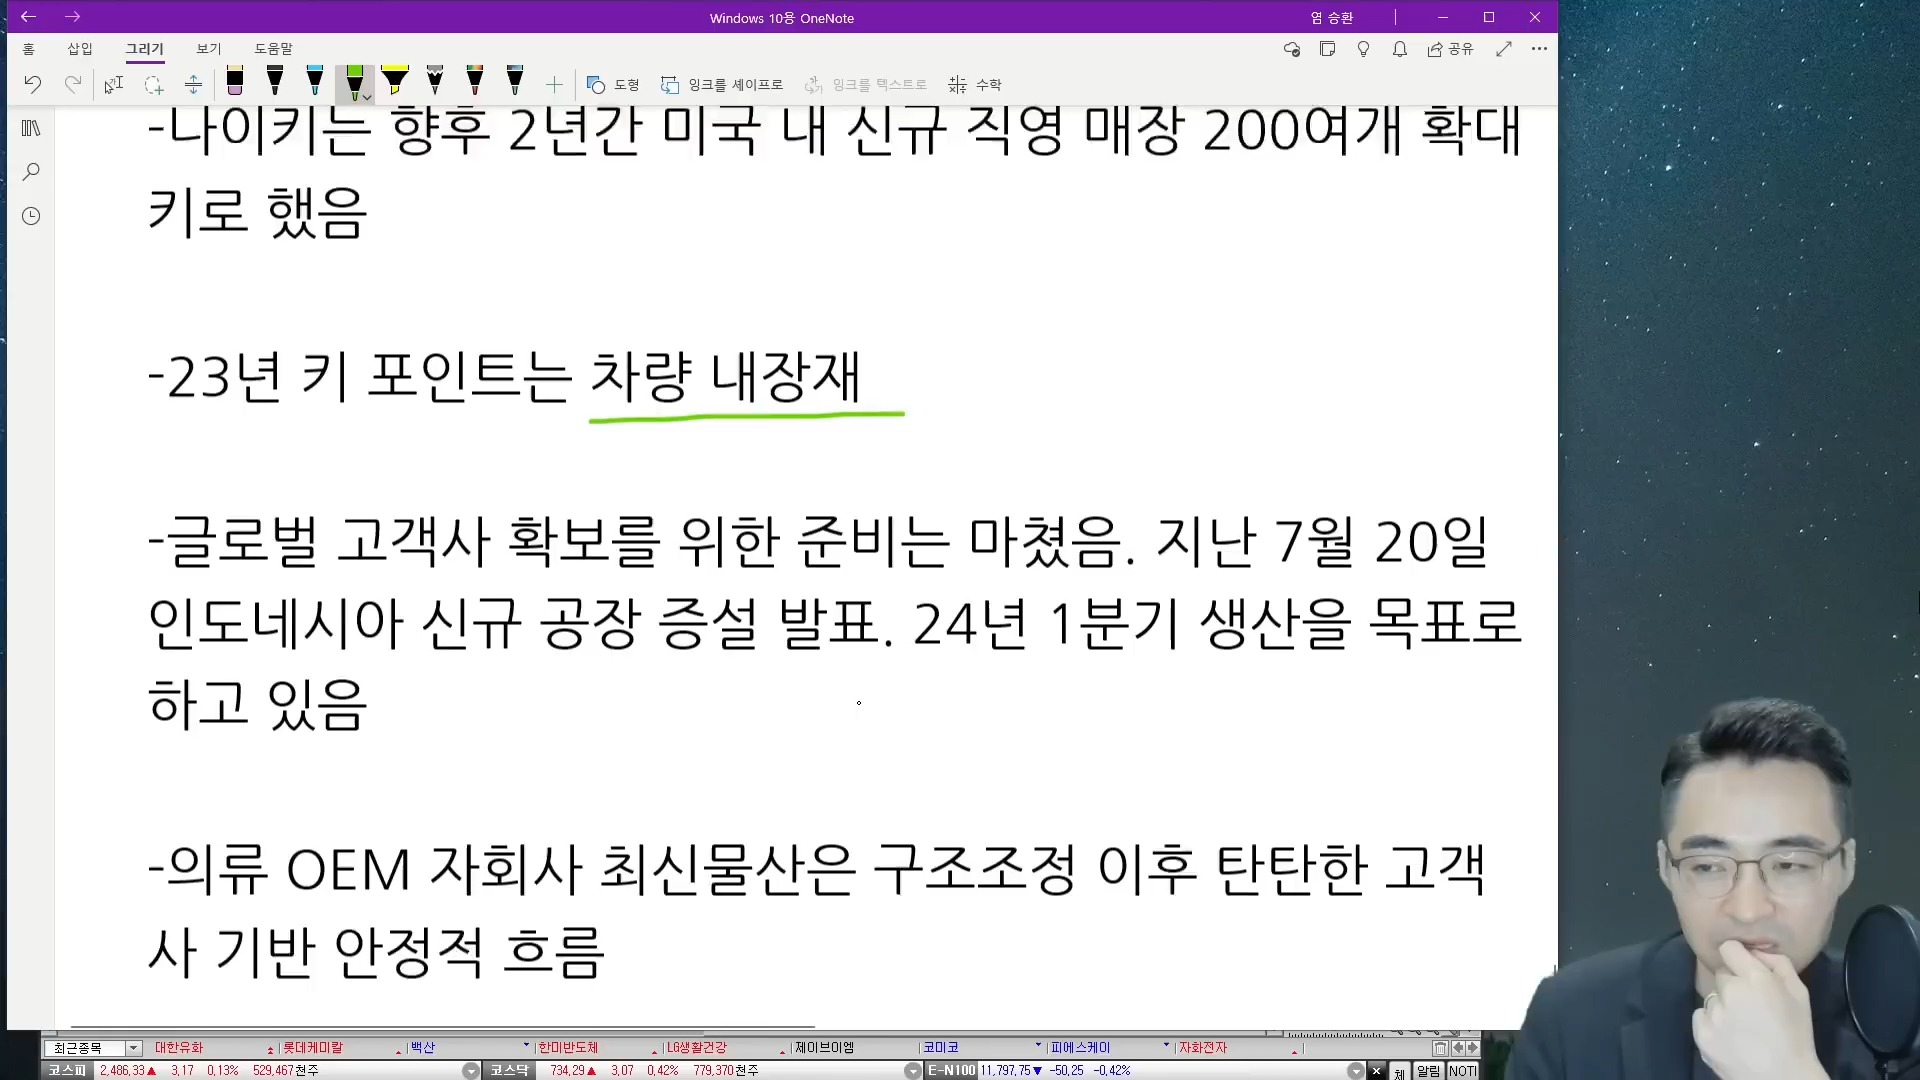 Windows 10용 OneNote
염 승환
홈 삽입 그리기 보기 도움말
공유
도형 잉크를 셰이프로 잉크를 텍스트로 수학
-나이키는 향후 2년간 미국 내 신규 직영 매장 200여개 확대
키로 했음
-23년 키 포인트는 차량 내장재
-글로벌 고객사 확보를 위한 준비는 마쳤음. 지난 7월 20일
인도네시아 신규 공장 증설 발표. 24년 1분기 생산을 목표로
하고 있음
-의류 OEM 자회사 최신물산은 구조조정 이후 탄탄한 고객
사 기반 안정적 흐름
최근종목 대한유화 롯데케미칼 백산 한미반도체 LG생활건강 제이브이엠 코미코 피에스케이 자화전자
코스피 2,486,33▲ 3,17 0,13% 529,467천주 코스닥 734,29▲ 3,07 0,42% 779,370천주 E-N100 11,797,75▼ -50,25 -0,42% 체 알림 NOTI